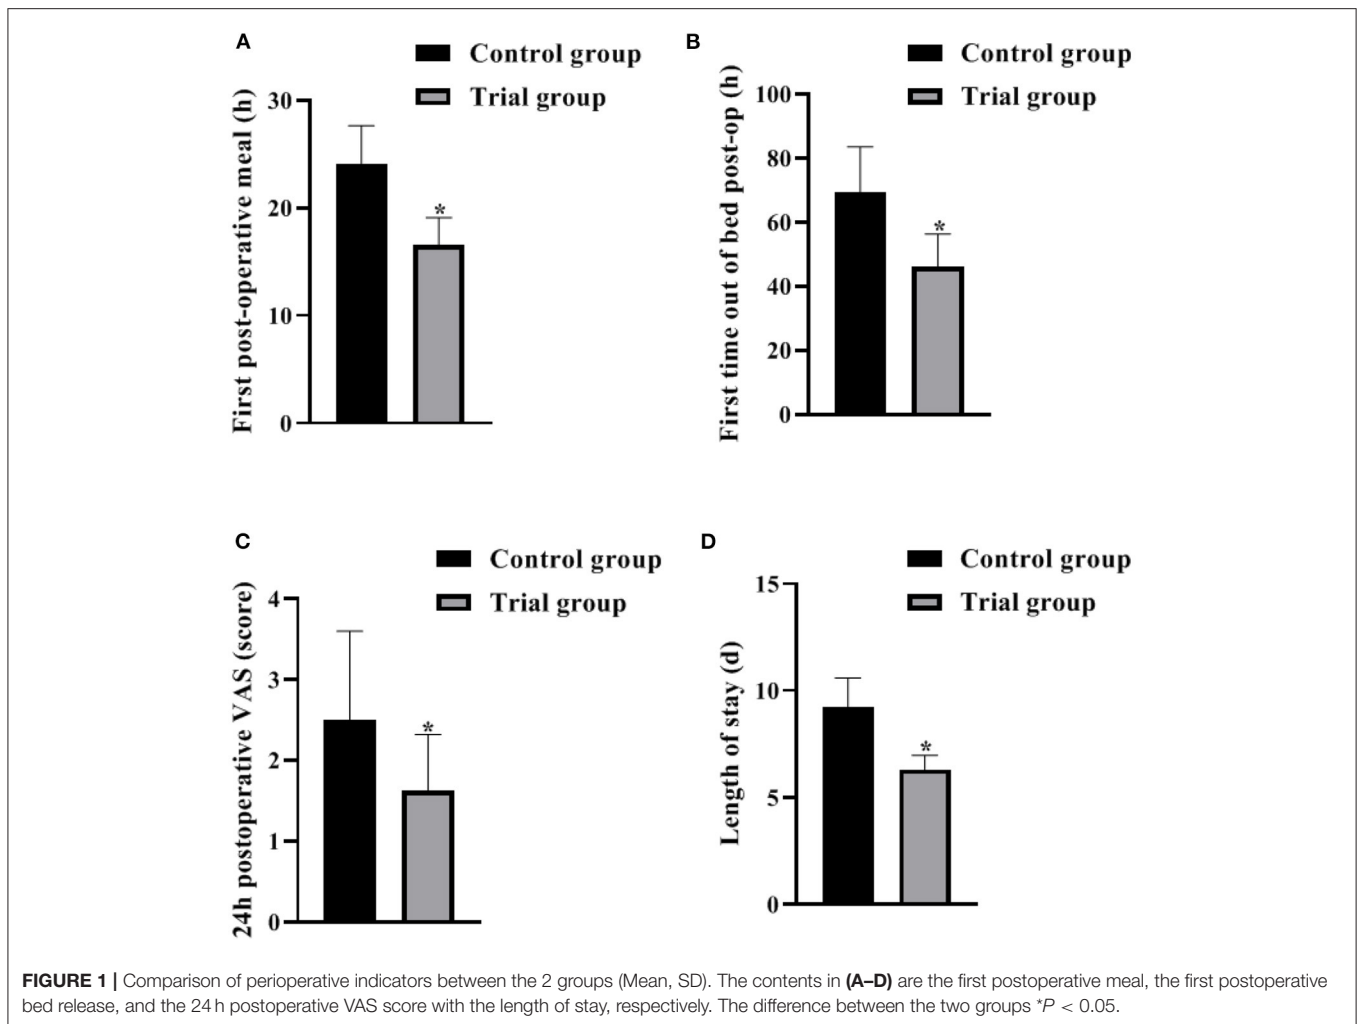 A
Control group
Trial group
First post-operative meal (h)
30
20
10
0
*
B
Control group
Trial group
First time out of bed post-op (h)
100
80
60
40
20
0
*
C
Control group
Trial group
24h postoperative VAS (score)
4
3
2
1
0
*
D
Control group
Trial group
Length of stay (d)
15
10
5
0
*
FIGURE 1 | Comparison of perioperative indicators between the 2 groups (Mean, SD). The contents in (A–D) are the first postoperative meal, the first postoperative
bed release, and the 24 h postoperative VAS score with the length of stay, respectively. The difference between the two groups *P < 0.05.